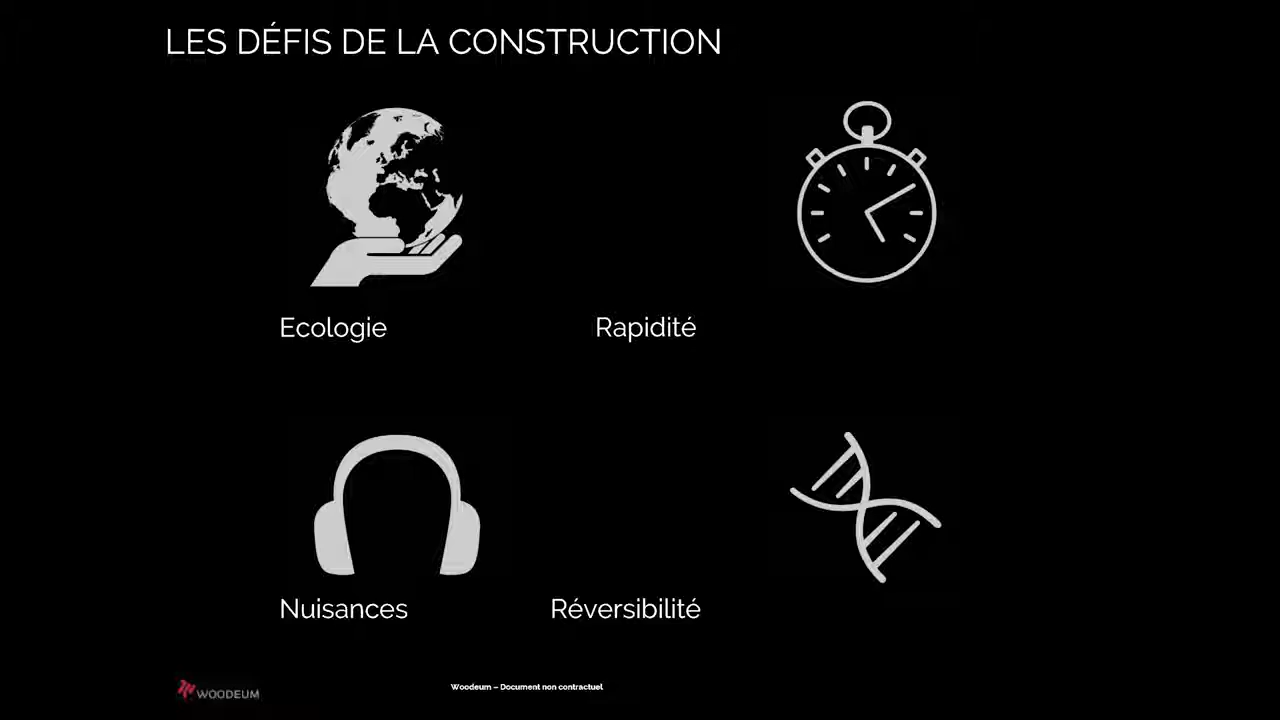 LES DÉFIS DE LA CONSTRUCTION
Ecologie
Rapidité
Nuisances
Réversibilité
WOODEUM
Woodeum – Document non contractuel